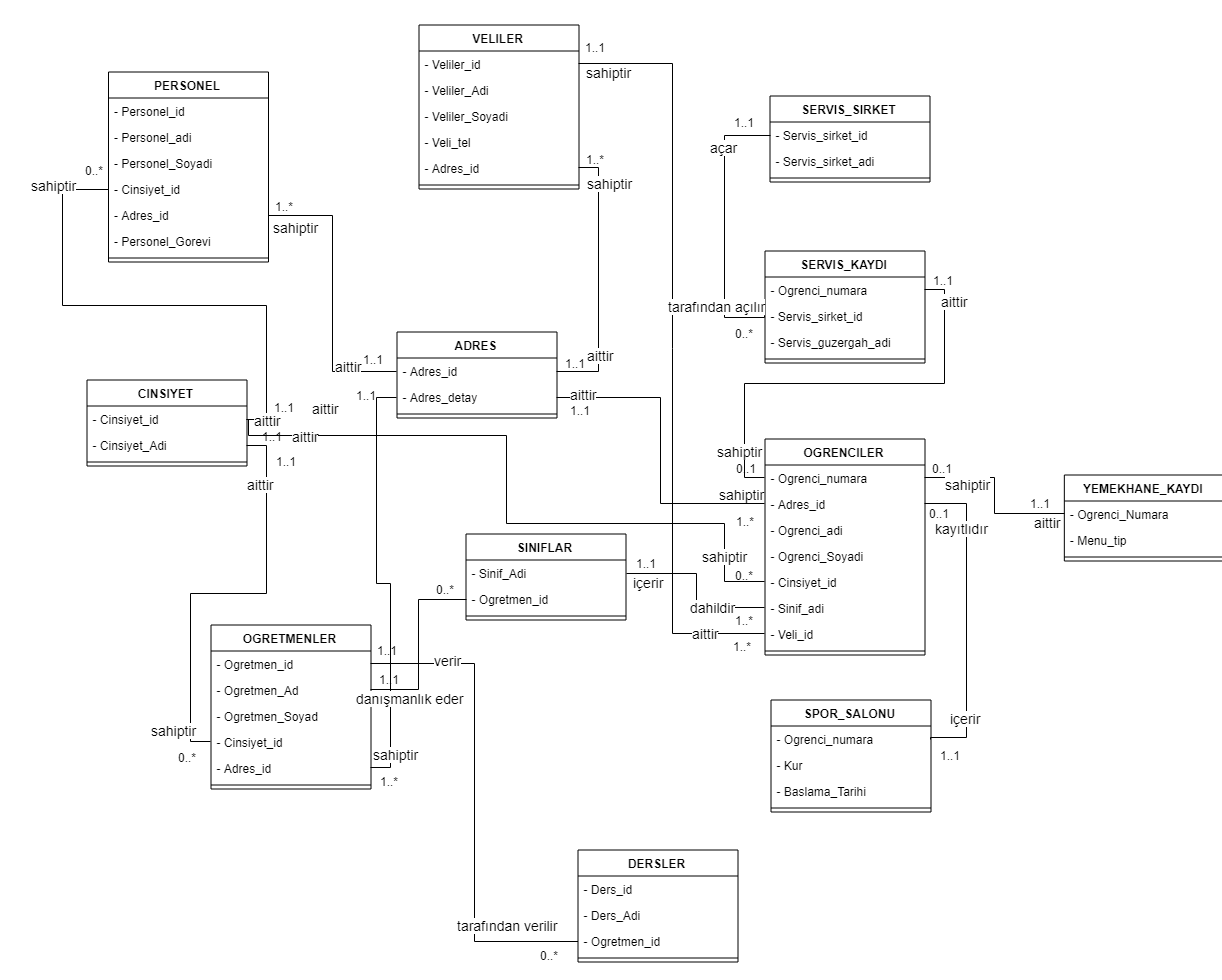 VELILER
- Veliler_id
- Veliler_Adi
- Veliler_Soyadi
- Veli_tel
- Adres_id
1..1
sahiptir
1..*
sahiptir
PERSONEL
- Personel_id
- Personel_adi
- Personel_Soyadi
- Cinsiyet_id
- Adres_id
- Personel_Gorevi
0..*
sahiptir
1..*
sahiptir
SERVIS_SIRKET
- Servis_sirket_id
- Servis_sirket_adi
1..1
açar
SERVIS_KAYDI
- Ogrenci_numara
- Servis_sirket_id
- Servis_guzergah_adi
tarafından açılır
0..*
1..1
aittir
ADRES
- Adres_id
- Adres_detay
aittir
1..1
1..1
aittir
1..1
aittir
1..1
CINSIYET
- Cinsiyet_id
- Cinsiyet_Adi
1..1
aittir
aittir
1..1
aittir
1..1
aittir
OGRENCILER
- Ogrenci_numara
- Adres_id
- Ogrenci_adi
- Ogrenci_Soyadi
- Cinsiyet_id
- Sinif_adi
- Veli_id
sahiptir
0..1
sahiptir
1..*
sahiptir
0..*
dahildir
1..*
aittir
1..*
0..1
sahiptir
0..1
kayıtlıdır
YEMEKHANE_KAYDI
- Ogrenci_Numara
- Menu_tip
1..1
aittir
SINIFLAR
- Sinif_Adi
- Ogretmen_id
0..*
1..1
içerir
OGRETMENLER
- Ogretmen_id
- Ogretmen_Ad
- Ogretmen_Soyad
- Cinsiyet_id
- Adres_id
1..1
verir
1..1
danışmanlık eder
sahiptir
0..*
sahiptir
1..*
SPOR_SALONU
- Ogrenci_numara
- Kur
- Baslama_Tarihi
içerir
1..1
DERSLER
- Ders_id
- Ders_Adi
- Ogretmen_id
tarafından verilir
0..*